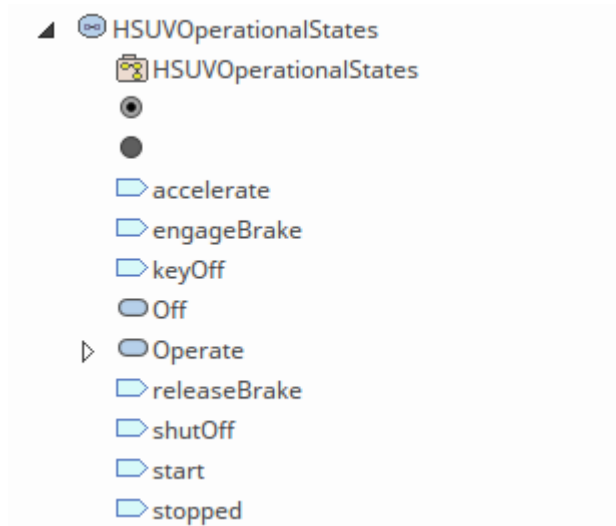 HSUVOperationalStates
HSUVOperationalStates
accelerate
engageBrake
keyOff
Off
Operate
releaseBrake
shutOff
start
stopped